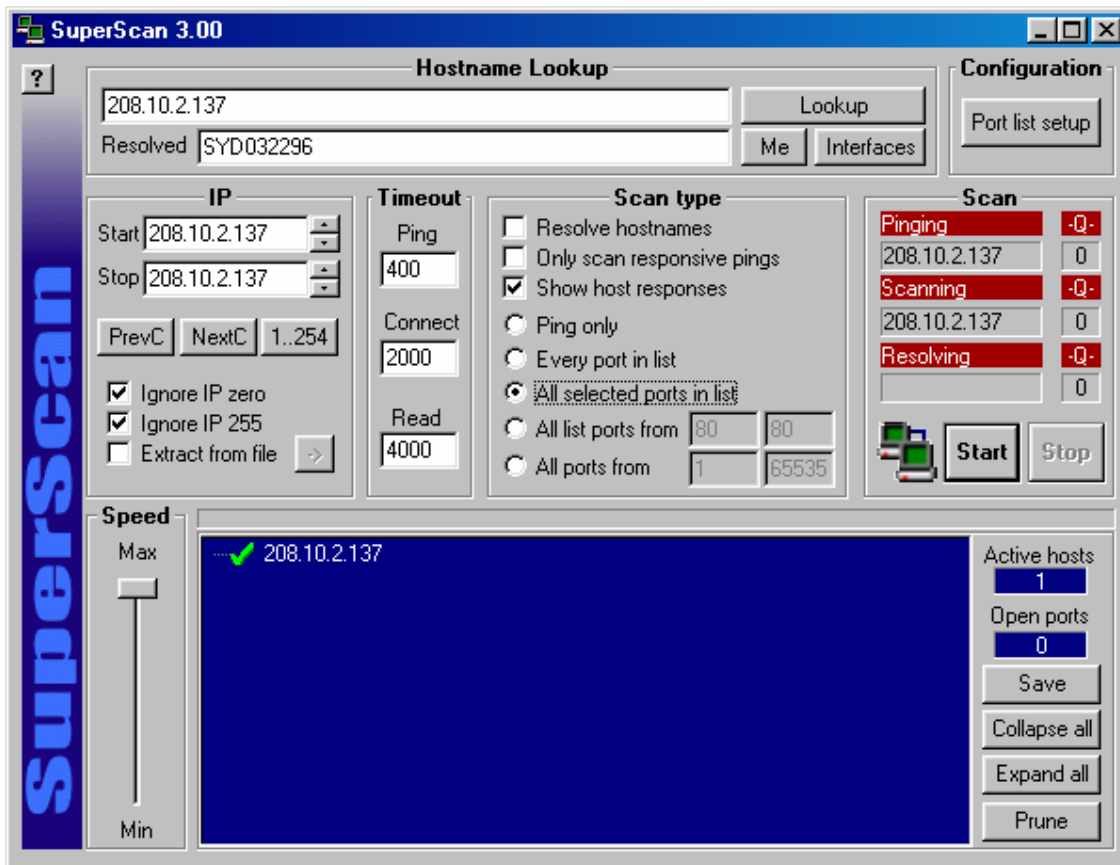 SuperScan 3.00
?
SuperScan
Hostname Lookup
208.10.2.137
Lookup
Resolved SYD032296
Me Interfaces
Configuration
Port list setup
IP
Start 208.10.2.137
Stop 208.10.2.137
PrevC NextC 1..254
Ignore IP zero
Ignore IP 255
Extract from file ->
Timeout
Ping
400
Connect
2000
Read
4000
Scan type
Resolve hostnames
Only scan responsive pings
Show host responses
Ping only
Every port in list
All selected ports in list
All list ports from 80 80
All ports from 1 65535
Scan
Pinging -Q-
208.10.2.137 0
Scanning -Q-
208.10.2.137 0
Resolving -Q-
0
Start Stop
Speed
Max
Min
208.10.2.137
Active hosts
1
Open ports
0
Save
Collapse all
Expand all
Prune